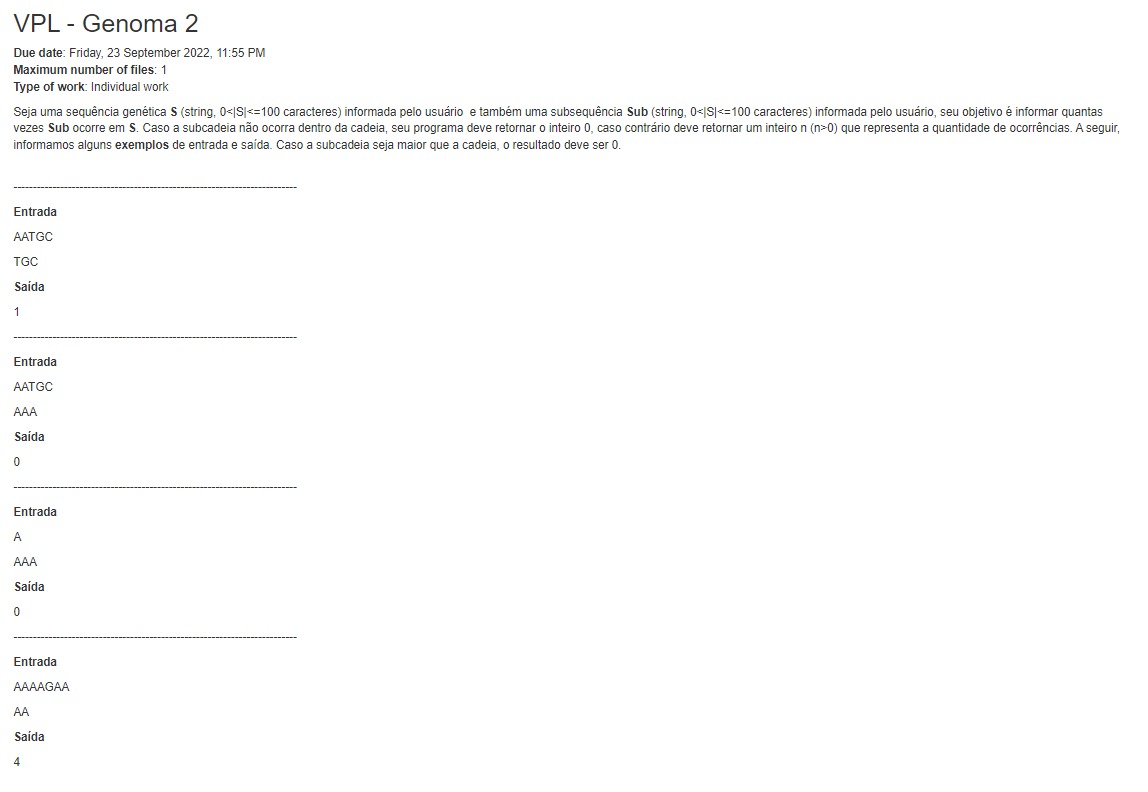 VPL - Genoma 2
Due date: Friday, 23 September 2022, 11:55 PM
Maximum number of files: 1
Type of work: Individual work
Seja uma sequência genética S (string, 0<|S|<=100 caracteres) informada pelo usuário  e também uma subsequência Sub (string, 0<|S|<=100 caracteres) informada pelo usuário, seu objetivo é informar quantas
vezes Sub ocorre em S. Caso a subcadeia não ocorra dentro da cadeia, seu programa deve retornar o inteiro 0, caso contrário deve retornar um inteiro n (n>0) que representa a quantidade de ocorrências. A seguir,
informamos alguns exemplos de entrada e saída. Caso a subcadeia seja maior que a cadeia, o resultado deve ser 0.
-----------------------------------------------------------------------
Entrada
AATGC
TGC
Saída
1
-----------------------------------------------------------------------
Entrada
AATGC
AAA
Saída
0
-----------------------------------------------------------------------
Entrada
A
AAA
Saída
0
-----------------------------------------------------------------------
Entrada
AAAAGAA
AA
Saída
4